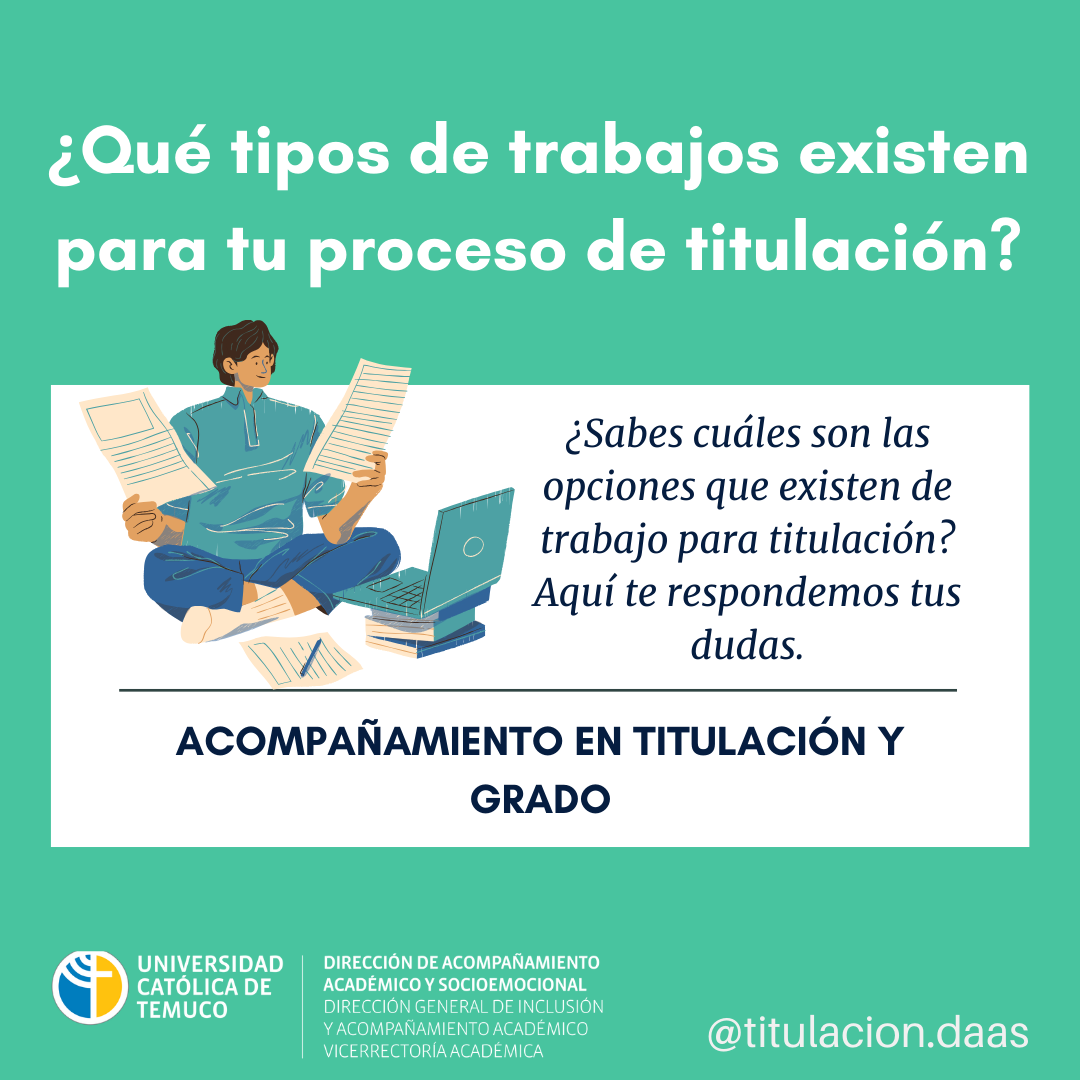 ¿Qué tipos de trabajos existen
para tu proceso de titulación?
¿Sabes cuáles son las
opciones que existen de
trabajo para titulación?
Aquí te respondemos tus
dudas.
ACOMPAÑAMIENTO EN TITULACIÓN Y
GRADO
UNIVERSIDAD
CATÓLICA DE
TEMUCO
DIRECCIÓN DE ACOMPAÑAMIENTO
ACADÉMICO Y SOCIOEMOCIONAL
DIRECCIÓN GENERAL DE INCLUSIÓN
Y ACOMPAÑAMIENTO ACADÉMICO
VICERRECTORÍA ACADÉMICA
@titulacion.daas